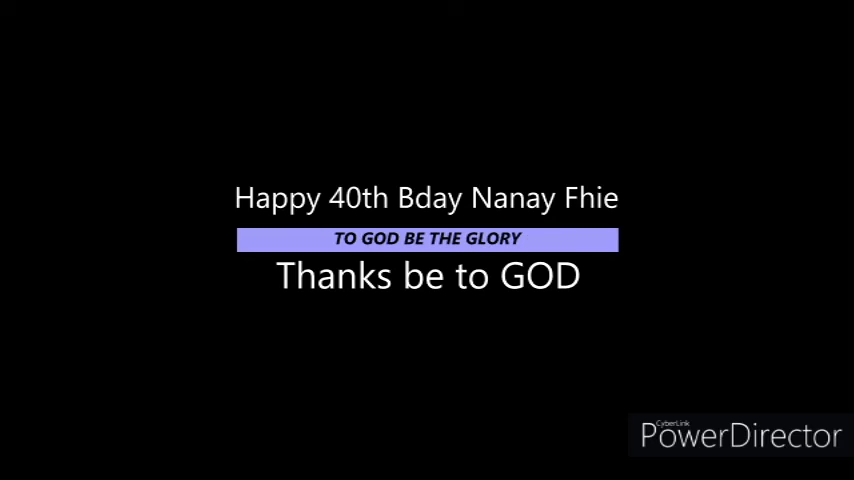 Happy 40th Bday Nanay Fhie
TO GOD BE THE GLORY
Thanks be to GOD
CyberLink
PowerDirector